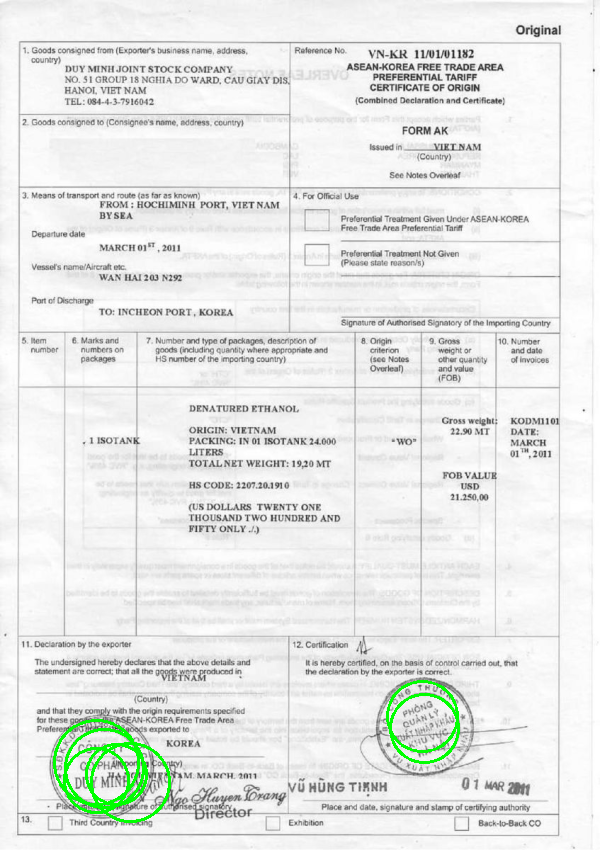 Original
1. Goods consigned from (Exporter's business name, address, country)
DUY MINH JOINT STOCK COMPANY
NO. 51 GROUP 18 NGHIA DO WARD, CAU GIAY DIS,
HANOI, VIET NAM
TEL: 084-4-3-7916042
Reference No. VN-KR 11/01/01182
ASEAN-KOREA FREE TRADE AREA
PREFERENTIAL TARIFF
CERTIFICATE OF ORIGIN
(Combined Declaration and Certificate)
FORM AK
Issued in VIET NAM
(Country)
See Notes Overleaf
2. Goods consigned to (Consignee's name, address, country)
3. Means of transport and route (as far as known)
FROM : HOCHIMINH PORT, VIET NAM
BY SEA
Departure date
MARCH 01ST , 2011
Vessel's name/Aircraft etc.
WAN HAI 203 N292
Port of Discharge
TO: INCHEON PORT , KOREA
4. For Official Use
Preferential Treatment Given Under ASEAN-KOREA
Free Trade Area Preferential Tariff
Preferential Treatment Not Given
(Please state reason/s)
Signature of Authorised Signatory of the Importing Country
5. Item number
6. Marks and numbers on packages
7. Number and type of packages, description of goods (including quantity where appropriate and HS number of the importing country)
8. Origin criterion (see Notes Overleaf)
9. Gross weight or other quantity and value (FOB)
10. Number and date of invoices
. 1 ISOTANK
DENATURED ETHANOL
ORIGIN: VIETNAM
PACKING: IN 01 ISOTANK 24.000
LITERS
TOTAL NET WEIGHT: 19,20 MT
HS CODE: 2207.20.1910
(US DOLLARS TWENTY ONE
THOUSAND TWO HUNDRED AND
FIFTY ONLY ./.)
"WO"
Gross weight:
22.90 MT
FOB VALUE
USD
21.250,00
KODM1101
DATE:
MARCH
01TH, 2011
11. Declaration by the exporter
The undersigned hereby declares that the above details and
statement are correct; that all the goods were produced in
VIETNAM
(Country)
and that they comply with the origin requirements specified
for these goods in the ASEAN-KOREA Free Trade Area
Preferential Tariff for the goods exported to
KOREA
(Importing Country)
HANOI, VIETNAM. MARCH, 2011
CÔNG TY
CỔ PHẦN
DUY MINH
Ngo Huyen Trang
Director
Place and date, signature of authorised signatory
12. Certification
It is hereby certified, on the basis of control carried out, that
the declaration by the exporter is correct.
BỘ CÔNG THƯƠNG
PHÒNG
QUẢN LÝ
XUẤT NHẬP KHẨU
KHU VỰC
HÀ NỘI
VỤ XUẤT NHẬP KHẨU
VŨ HÙNG THỊNH
01 MAR 2011
Place and date, signature and stamp of certifying authority
13.
Third Country Invoicing
Exhibition
Back-to-Back CO